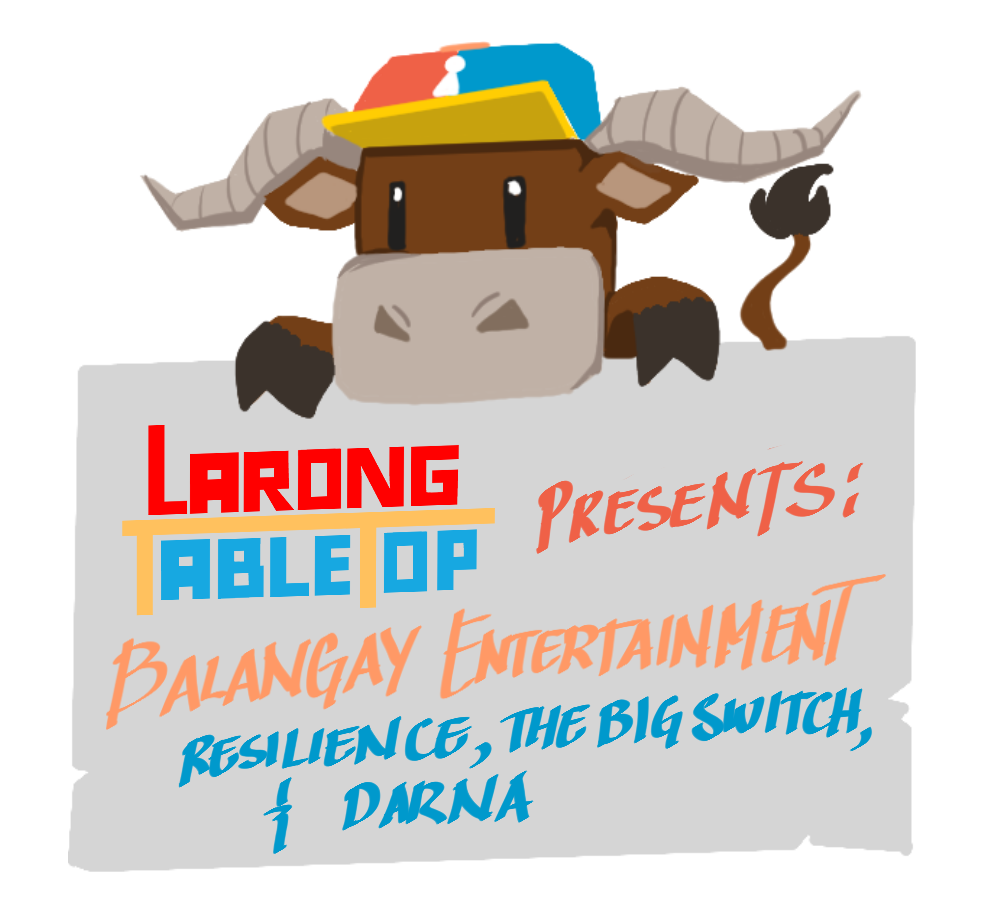 LARONG
TABLETOP
PRESENTS:
BALANGAY ENTERTAINMENT
RESILIENCE, THE BIG SWITCH,
& DARNA